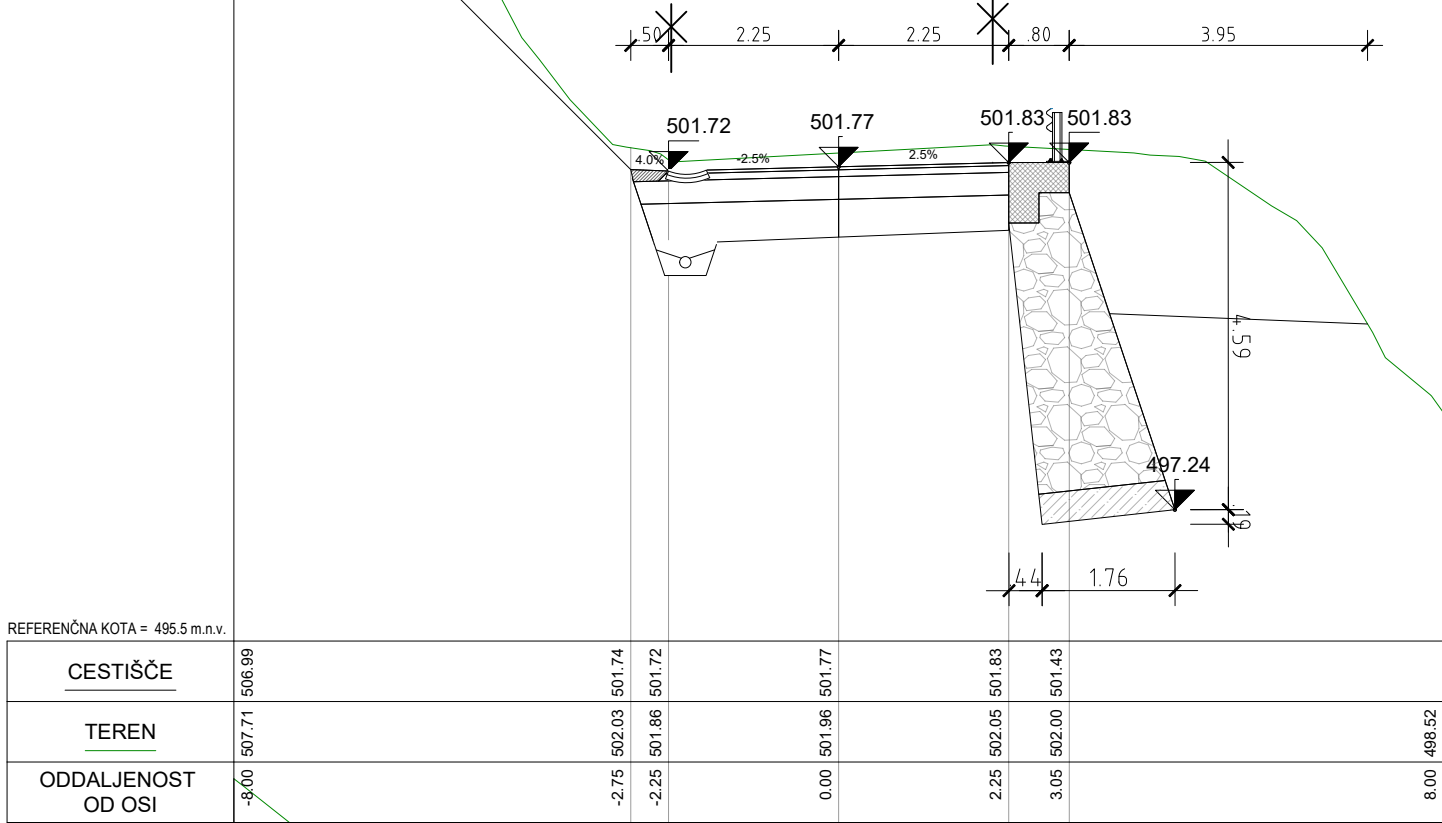 .50 2.25 2.25 .80 3.95
501.72 501.77 501.83 501.83
4.0% -2.5% 2.5%
4.59
497.24
.19
.44 1.76
REFERENČNA KOTA = 495.5 m.n.v.
CESTIŠČE 506.99 501.74 501.72 501.77 501.83 501.43
TEREN 507.71 502.03 501.86 501.96 502.05 502.00 498.52
ODDALJENOST
OD OSI
-8.00 -2.75 -2.25 0.00 2.25 3.05 8.00